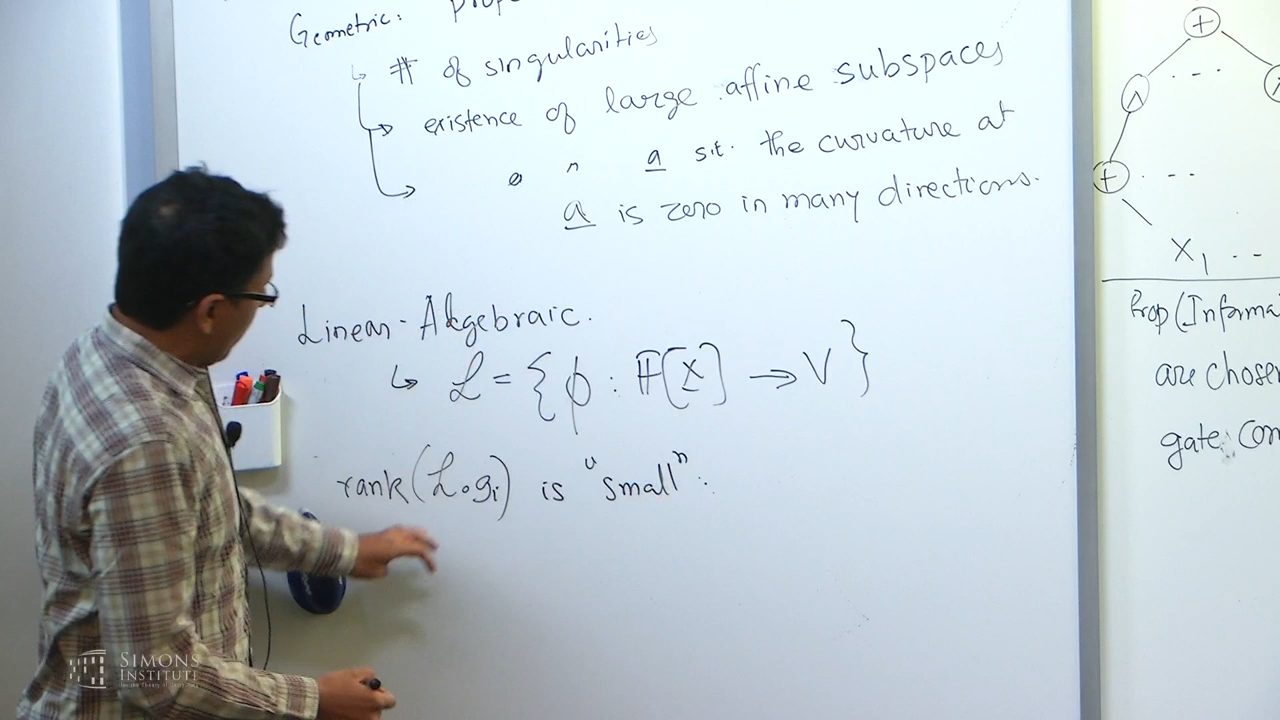 Geometric:
↳ # of singularities
↳ existence of large affine subspaces
↳ " " a s.t. the curvature at
a is zero in many directions.
Linear-Algebraic.
↳ ℒ = { φ : 𝔽[X] → V }
rank(ℒ∘gᵢ) is "small".
+
∧ - - -
+ - - -
X₁ - -
Prop (Informa
are chosen
gate con
SIMONS
INSTITUTE